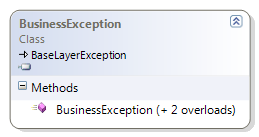 BusinessException
Class
BaseLayerException
Methods
BusinessException (+ 2 overloads)